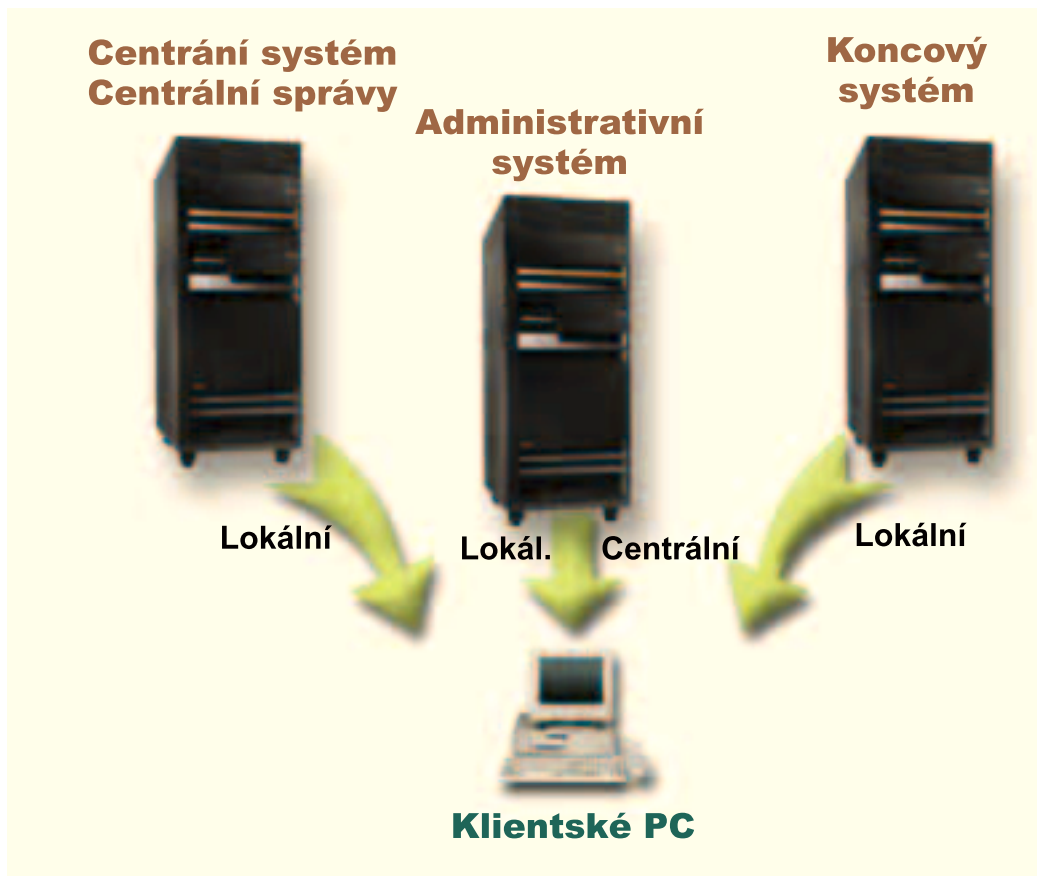 Centrání systém
Centrální správy
Administrativní
systém
Koncový
systém
Lokální
Lokál.
Centrální
Lokální
Klientské PC